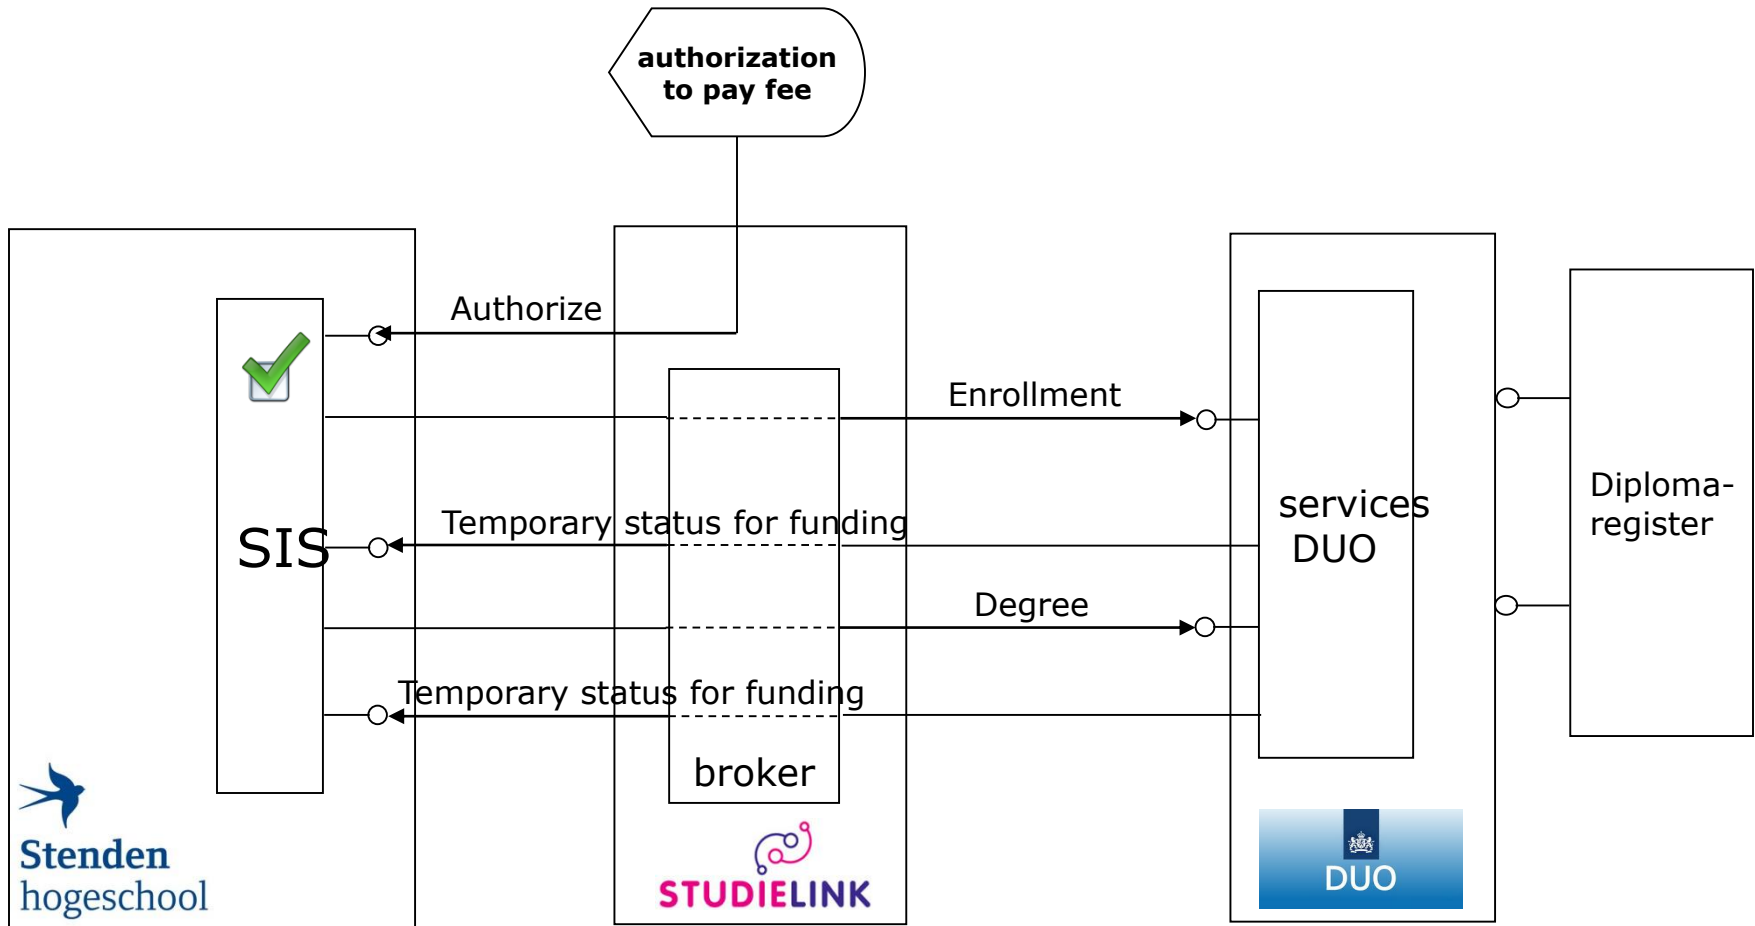 authorization
to pay fee
Authorize
Enrollment
Temporary status for funding
SIS
services
DUO
Diploma-
register
Degree
Temporary status for funding
broker
Stenden
hogeschool
STUDIELINK
DUO